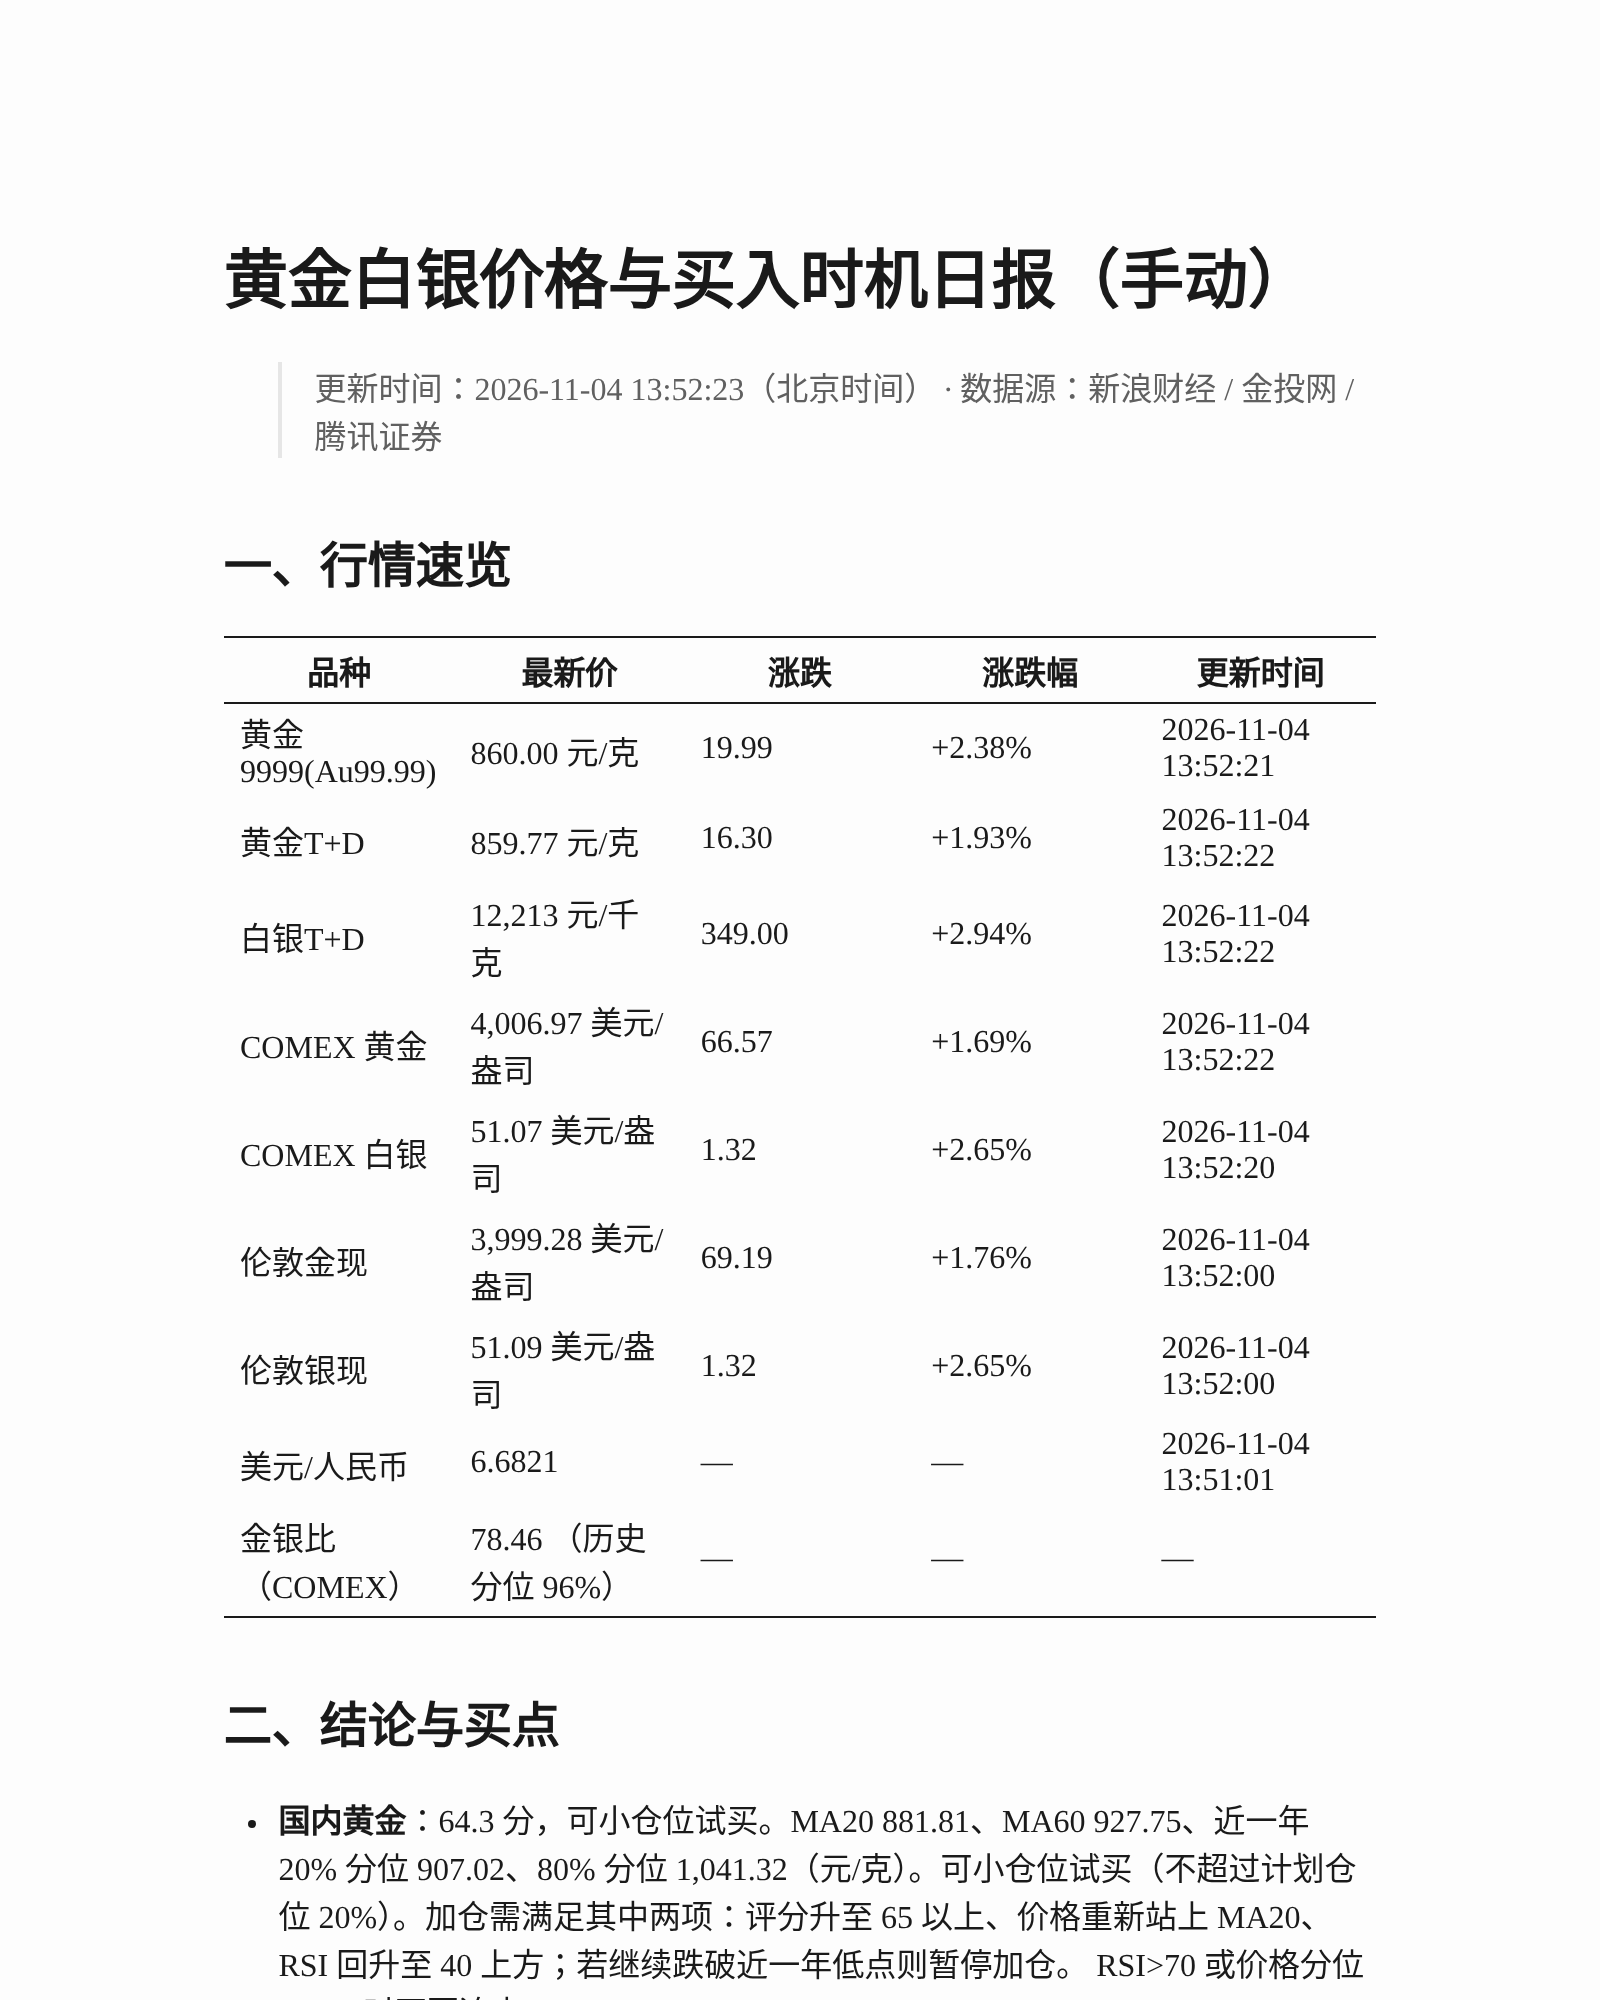 黄金白银价格与买入时机日报（手动）
更新时间：2026-11-04 13:52:23（北京时间） · 数据源：新浪财经 / 金投网 /
腾讯证券
一、行情速览
品种 最新价 涨跌 涨跌幅 更新时间
黄金
9999(Au99.99) 860.00 元/克 19.99 +2.38% 2026-11-04
13:52:21
黄金T+D 859.77 元/克 16.30 +1.93% 2026-11-04
13:52:22
白银T+D 12,213 元/千
克 349.00 +2.94% 2026-11-04
13:52:22
COMEX 黄金 4,006.97 美元/
盎司 66.57 +1.69% 2026-11-04
13:52:22
COMEX 白银 51.07 美元/盎
司 1.32 +2.65% 2026-11-04
13:52:20
伦敦金现 3,999.28 美元/
盎司 69.19 +1.76% 2026-11-04
13:52:00
伦敦银现 51.09 美元/盎
司 1.32 +2.65% 2026-11-04
13:52:00
美元/人民币 6.6821 — — 2026-11-04
13:51:01
金银比
（COMEX） 78.46 （历史
分位 96%） — — —
二、结论与买点
• 国内黄金：64.3 分，可小仓位试买。MA20 881.81、MA60 927.75、近一年
20% 分位 907.02、80% 分位 1,041.32（元/克）。可小仓位试买（不超过计划仓
位 20%）。加仓需满足其中两项：评分升至 65 以上、价格重新站上 MA20、
RSI 回升至 40 上方；若继续跌破近一年低点则暂停加仓。 RSI>70 或价格分位